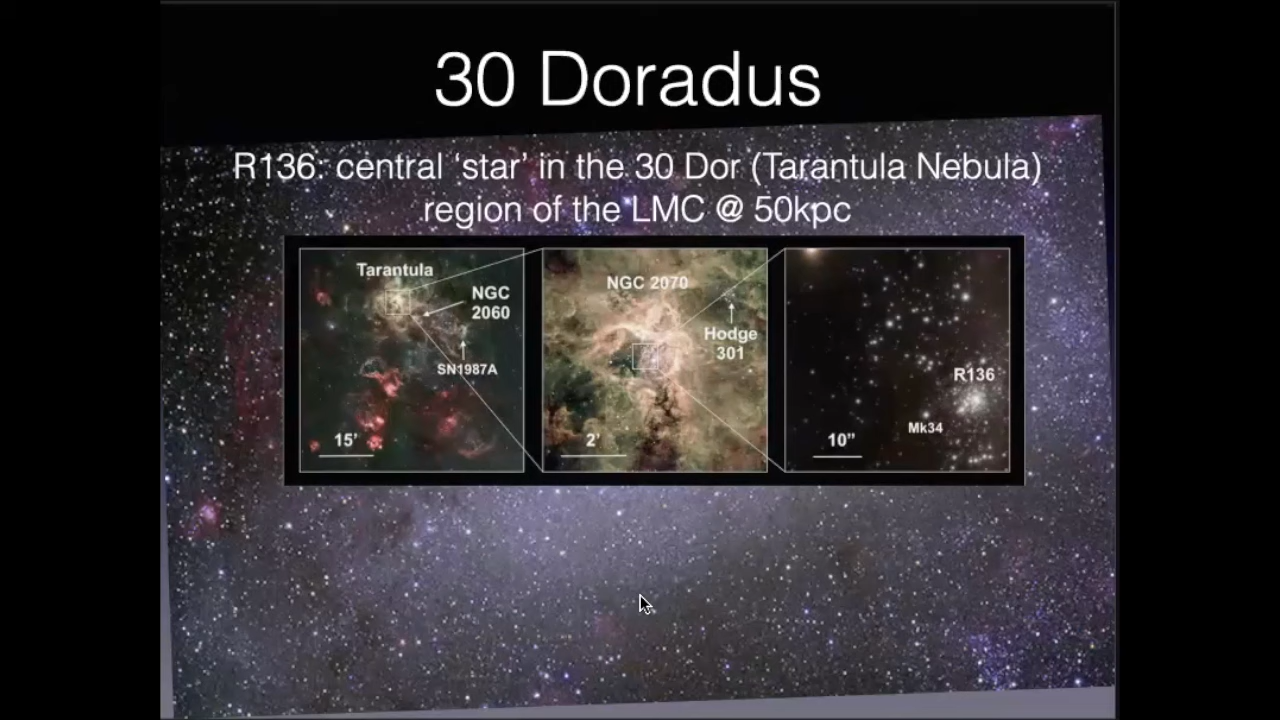 30 Doradus
R136: central ‘star’ in the 30 Dor (Tarantula Nebula)
region of the LMC @ 50kpc
Tarantula
NGC
2060
SN1987A
15’
NGC 2070
Hodge
301
2’
R136
Mk34
10”